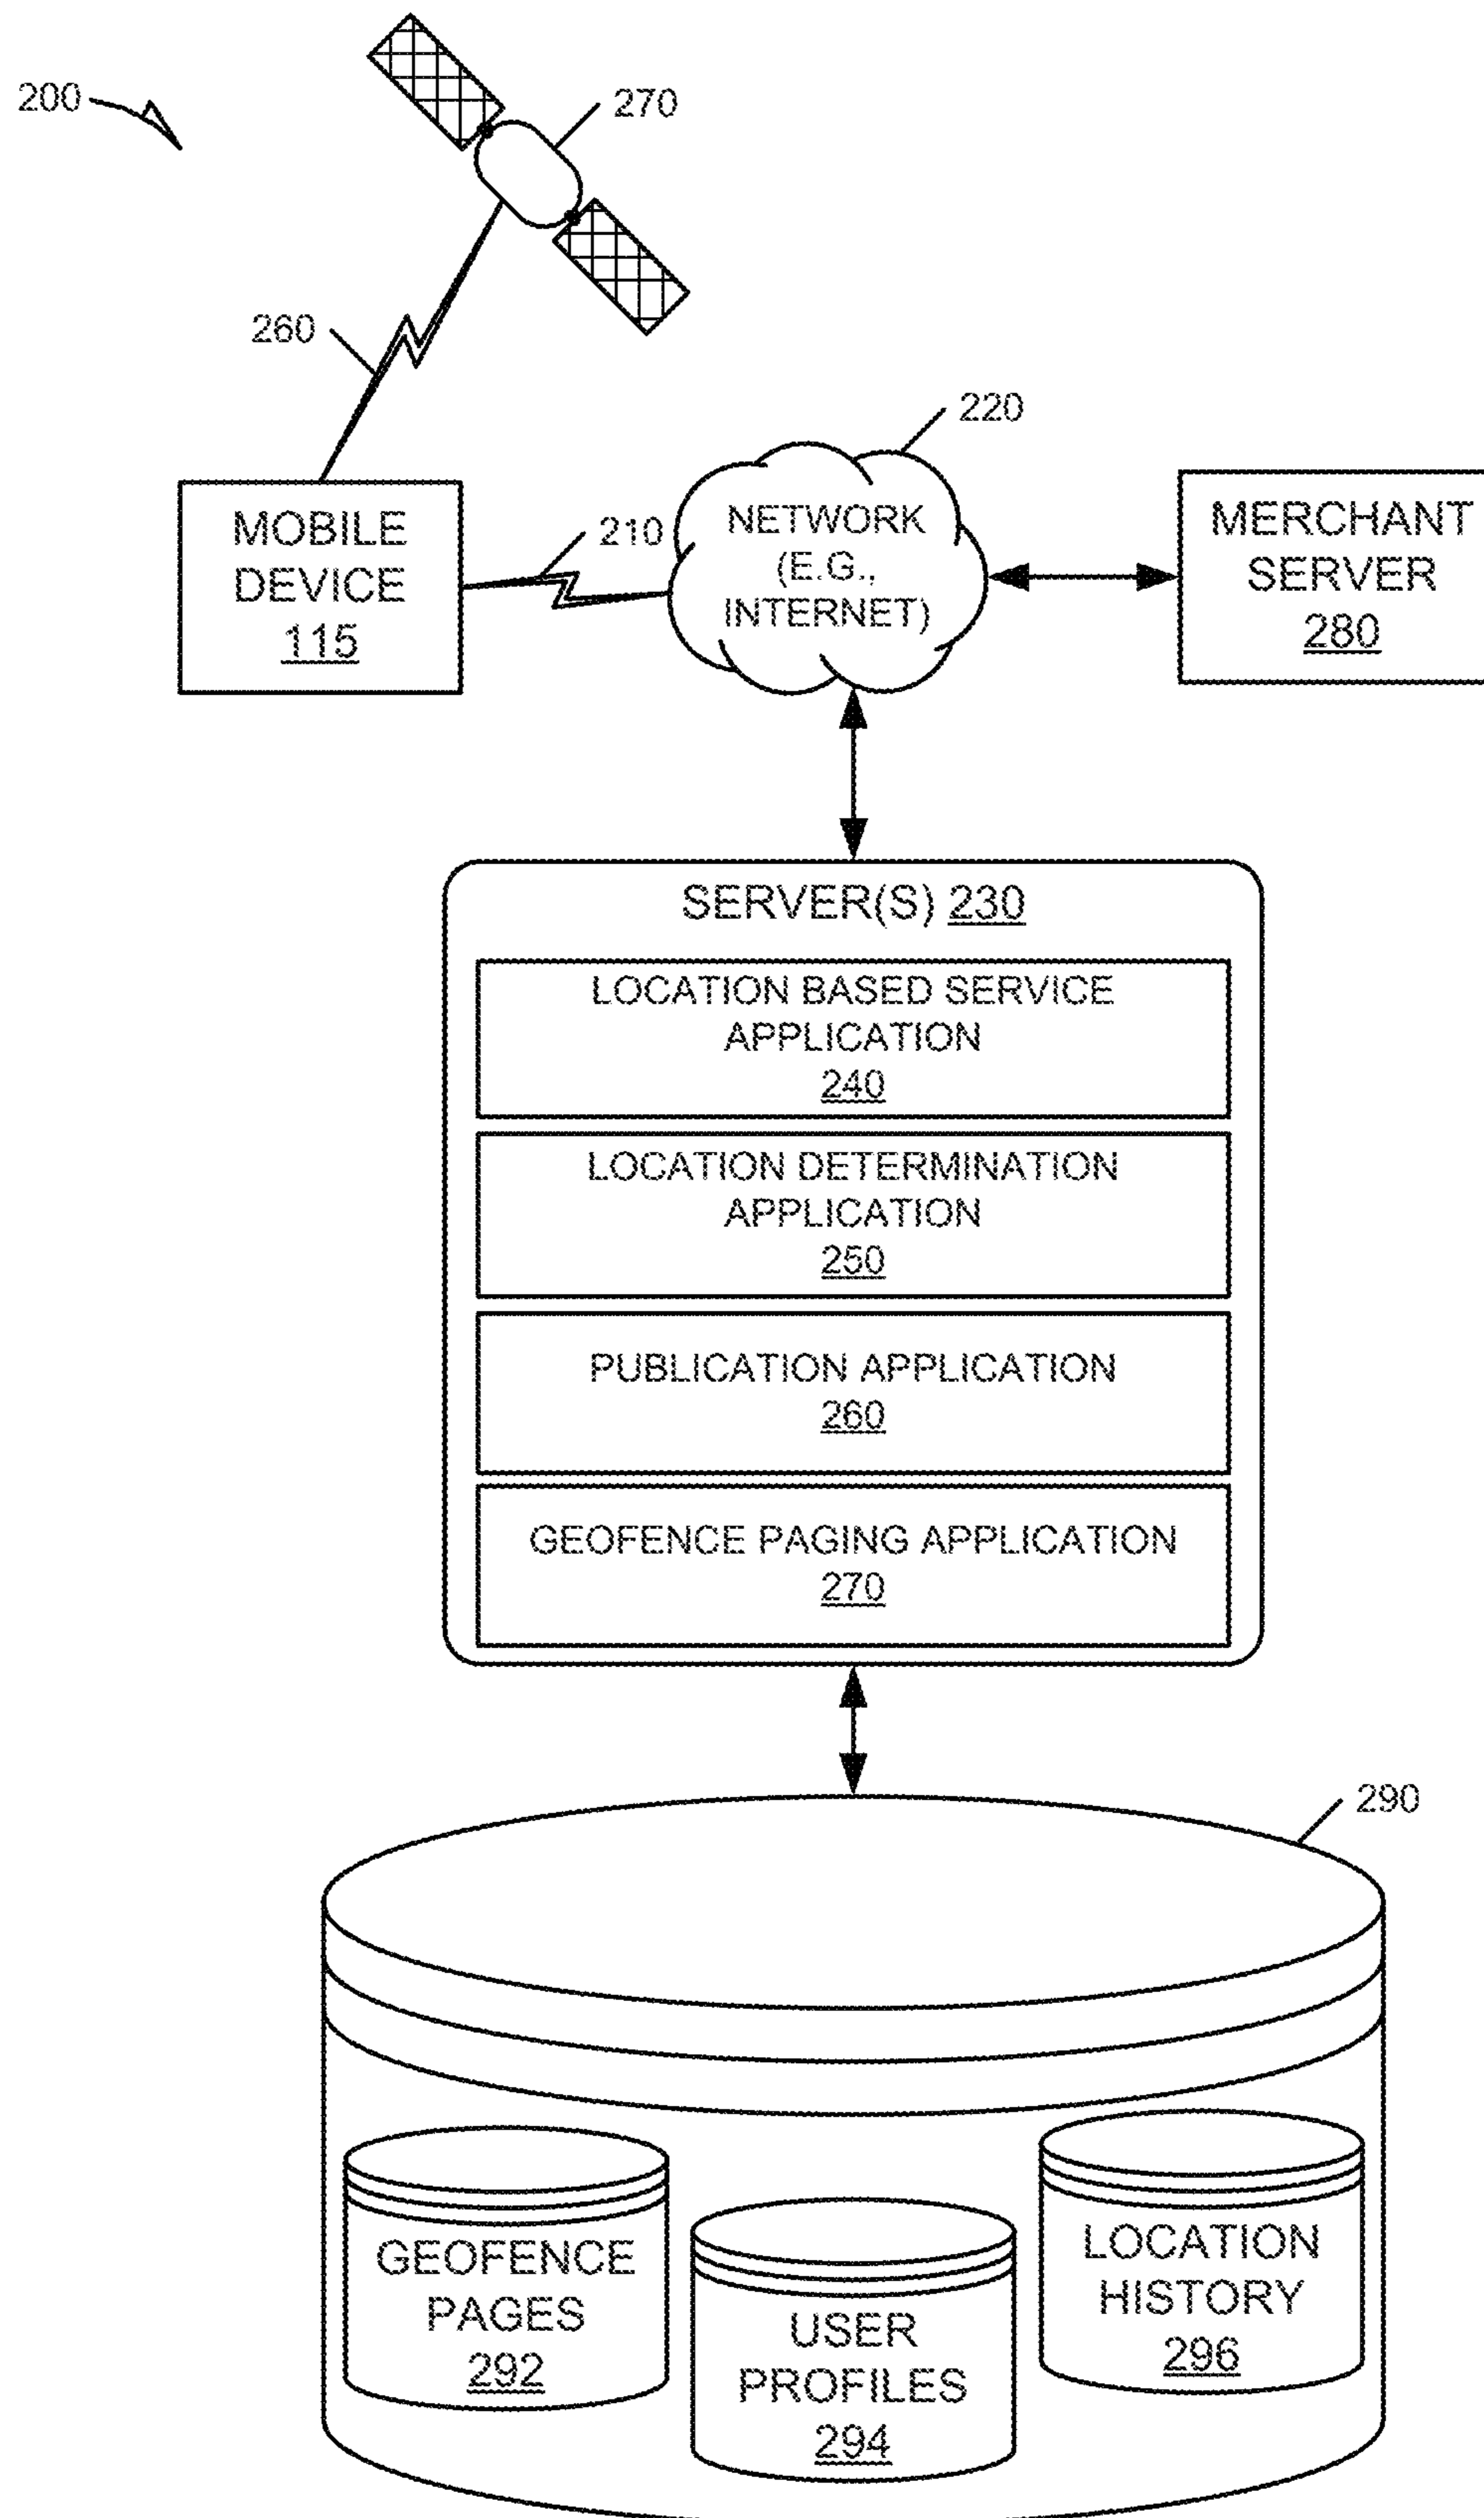 200
270
260
220
MOBILE
DEVICE
115
210
NETWORK
(E.G.,
INTERNET)
MERCHANT
SERVER
280
SERVER(S) 230
LOCATION BASED SERVICE
APPLICATION
240
LOCATION DETERMINATION
APPLICATION
250
PUBLICATION APPLICATION
260
GEOFENCE PAGING APPLICATION
270
290
GEOFENCE
PAGES
292
USER
PROFILES
294
LOCATION
HISTORY
296